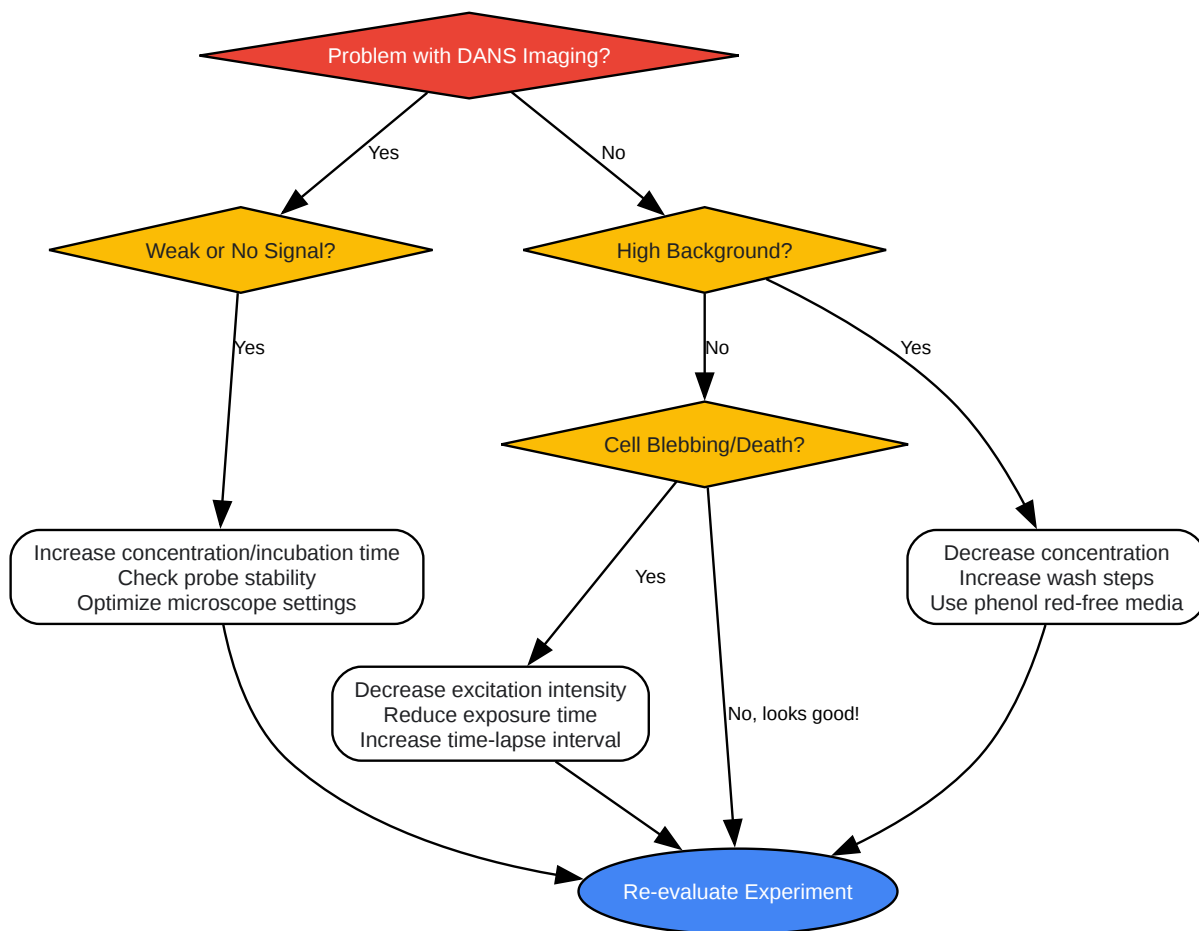 Problem with DANS Imaging?
Yes
No
Weak or No Signal?
High Background?
Yes
No
Yes
Cell Blebbing/Death?
Increase concentration/incubation time
Check probe stability
Optimize microscope settings
Yes
Decrease concentration
Increase wash steps
Use phenol red-free media
Decrease excitation intensity
Reduce exposure time
Increase time-lapse interval
No, looks good!
Re-evaluate Experiment